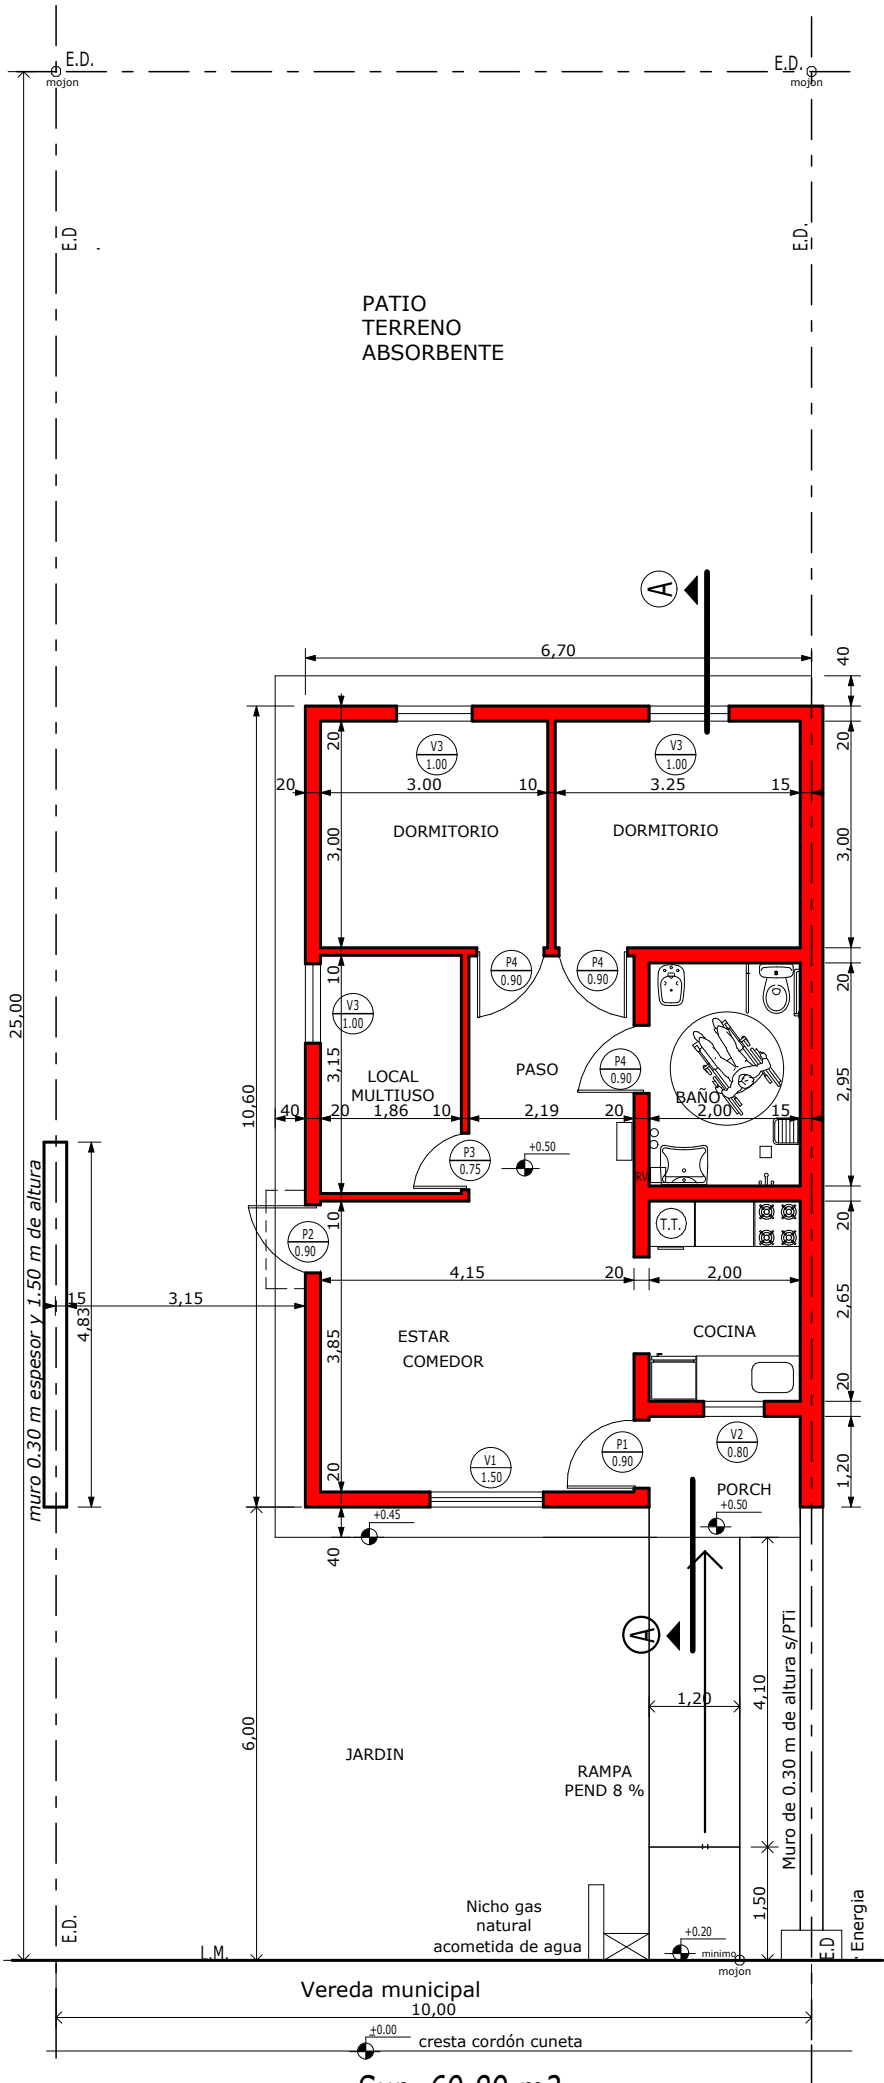 E.D.
E.D.
mojon
mojon
E.D
E.D.
PATIO
TERRENO
ABSORBENTE
A
6,70
40
20
V3
1.00
V3
1.00
20
20
3.00
10
3.25
15
DORMITORIO
DORMITORIO
3,00
3,00
25,00
P4
0.90
P4
0.90
10
20
V3
1.00
3,15
PASO
P4
0.90
2,95
LOCAL
MULTIUSO
BAÑO
10,60
40
20
1,86
10
2,19
20
2,00
15
+0.50
P3
0.75
RV
muro 0.30 m espesor y 1.50 m de altura
10
T.T.
20
P2
0.90
4,15
20
2,00
15
3,15
4,83
3,85
2,65
ESTAR
COMEDOR
COCINA
20
V2
0.80
P1
0.90
V1
1.50
20
1,20
PORCH
+0.50
+0.45
40
A
Muro de 0.30 m de altura s/PTi
4,10
1,20
6,00
JARDIN
RAMPA
PEND 8 %
1,50
Nicho gas
natural
acometida de agua
Energia
E.D.
E.D
L.M.
+0.20
minimo
mojon
Vereda municipal
10,00
+0.00
cresta cordón cuneta
Sup. 60,80 m2